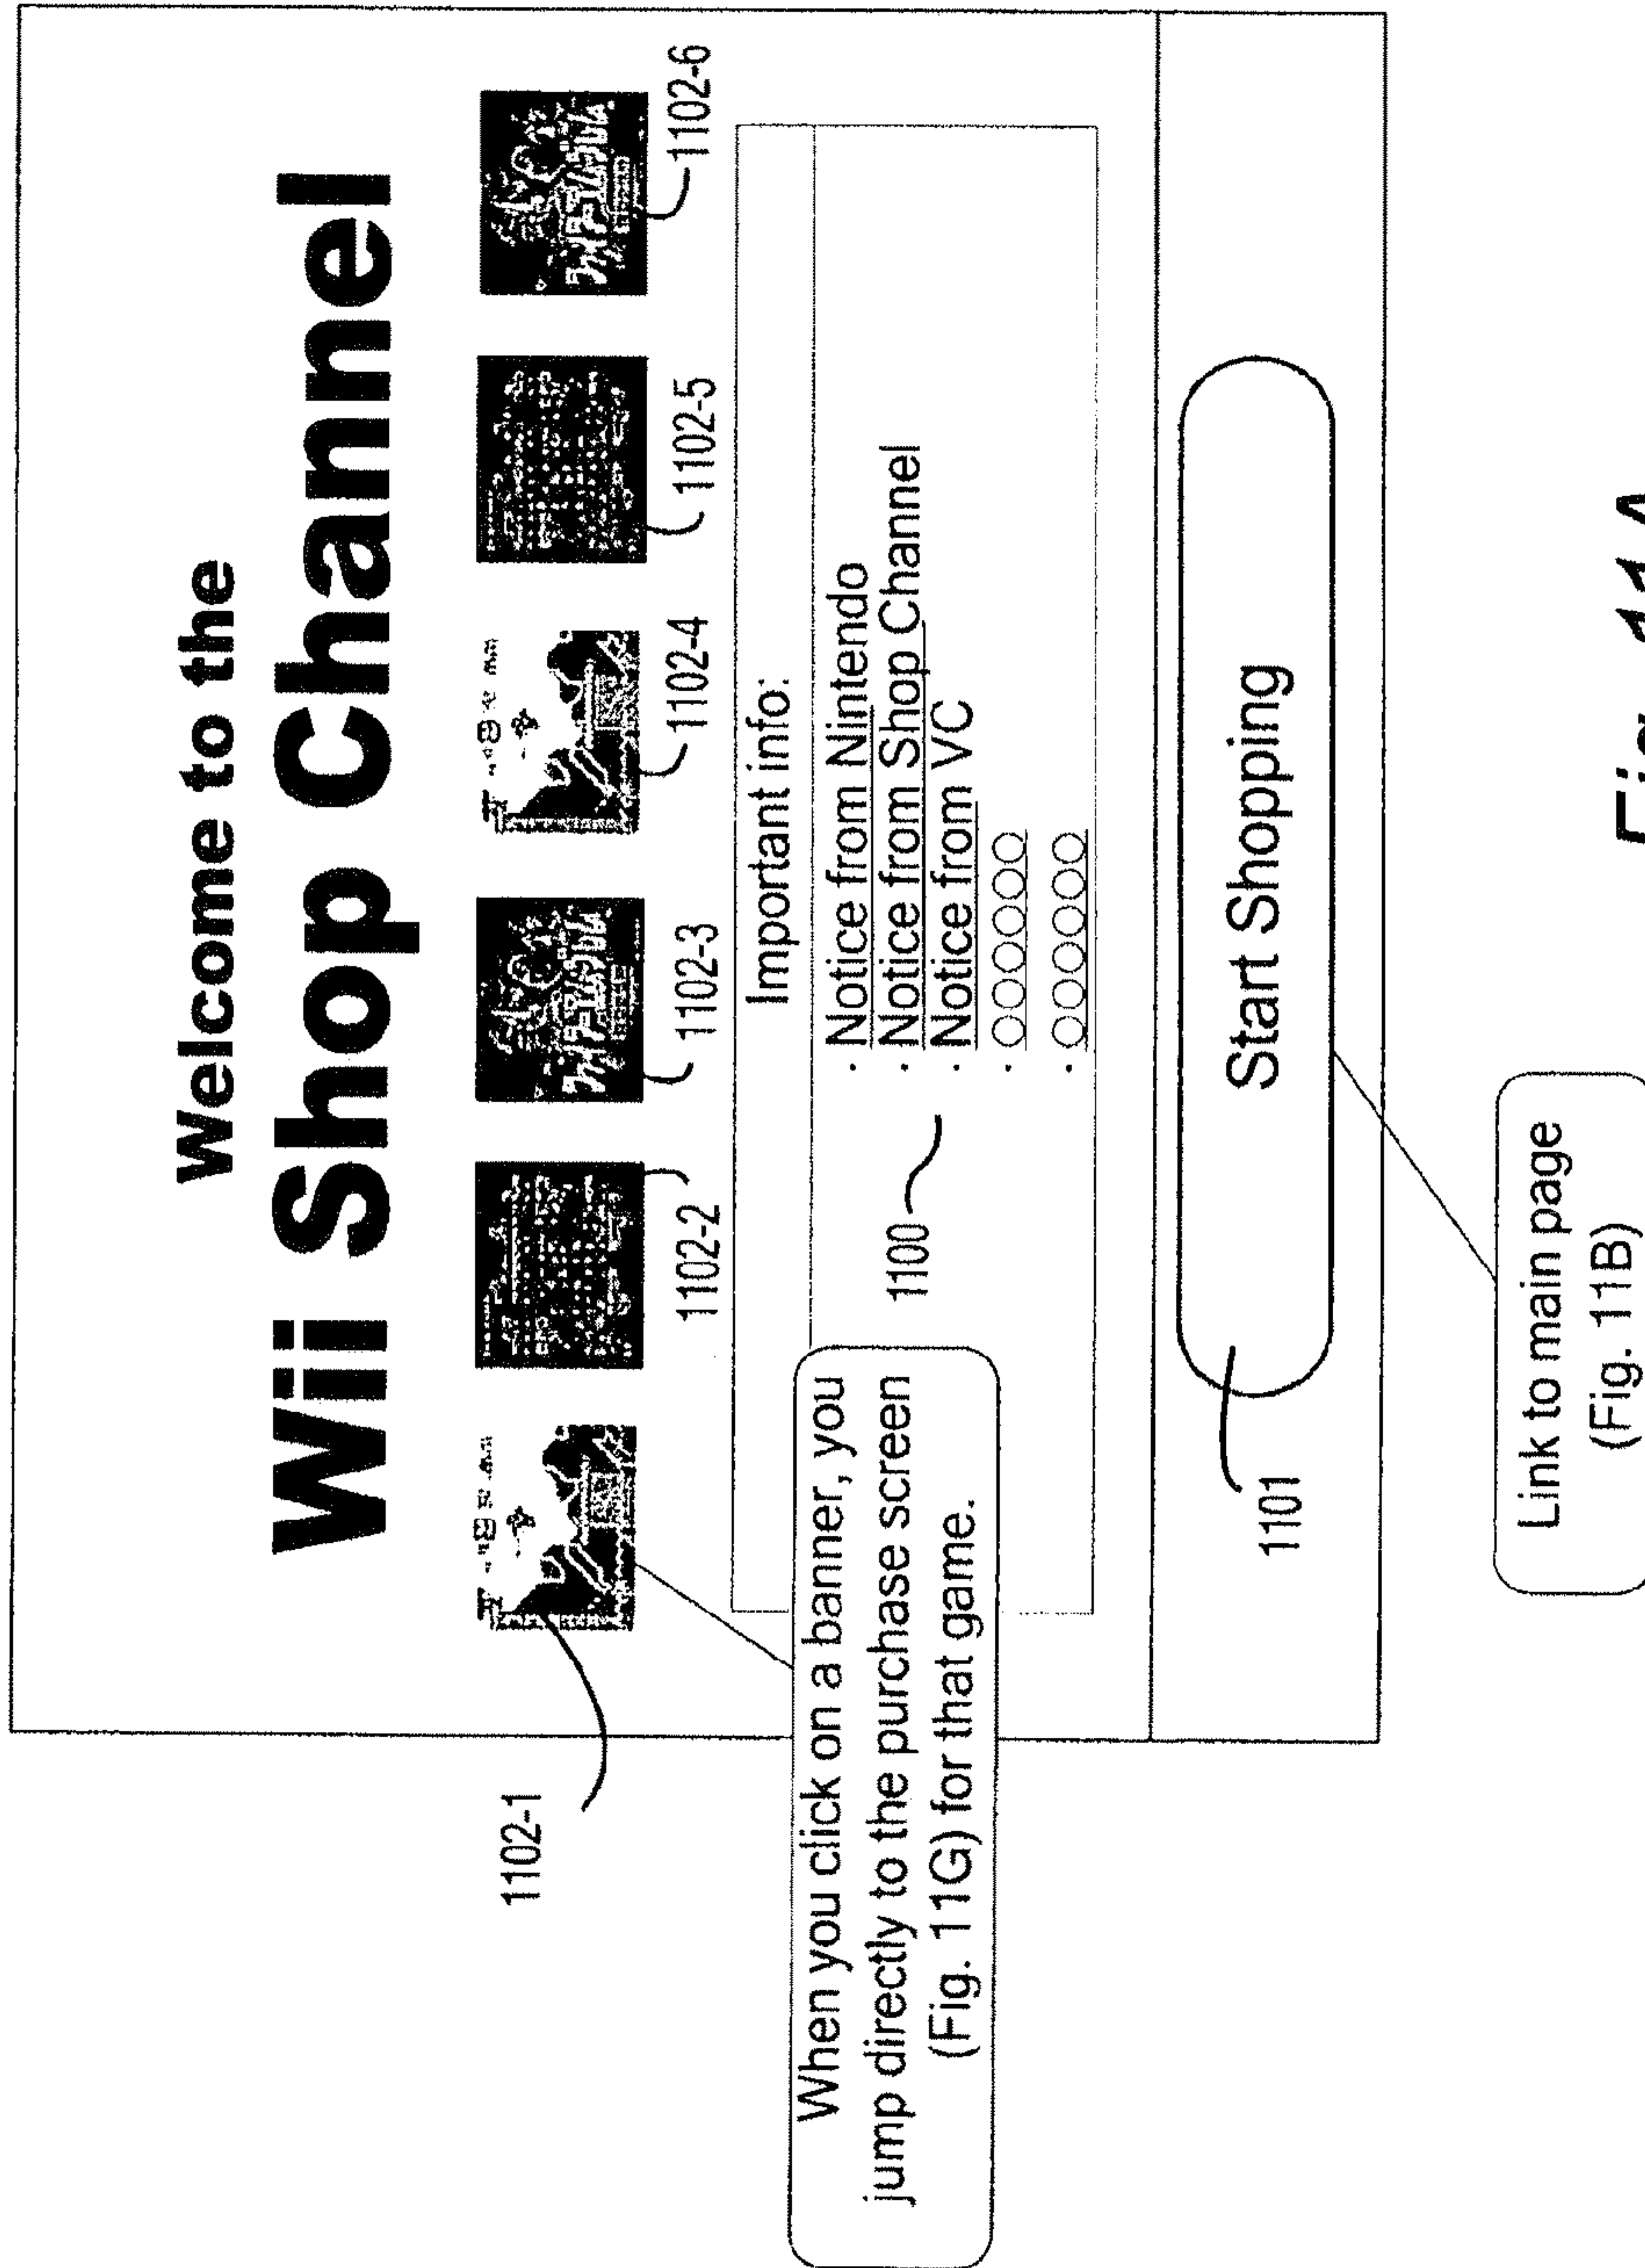 Welcome to the
Wii Shop Channel
1102-1
1102-2
1102-3
1102-4
1102-5
1102-6
Important info:
· Notice from Nintendo
· Notice from Shop Channel
· Notice from VC
· ○○○○○○
· ○○○○○○
1100
When you click on a banner, you
jump directly to the purchase screen
(Fig. 11G) for that game.
Start Shopping
1101
Link to main page
(Fig. 11B)
Fig. 11A